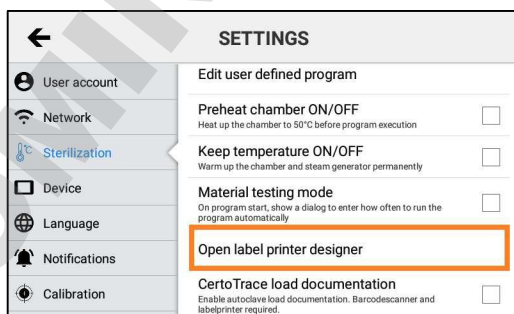 SETTINGS
User account
Network
Sterilization
Device
Language
Notifications
Calibration
Edit user defined program
Preheat chamber ON/OFF
Heat up the chamber to 50°C before program execution
Keep temperature ON/OFF
Warm up the chamber and steam generator permanently
Material testing mode
On program start, show a dialog to enter how often to run the
program automatically
Open label printer designer
CertoTrace load documentation
Enable autoclave load documentation. Barcodescanner and
labelprinter required.